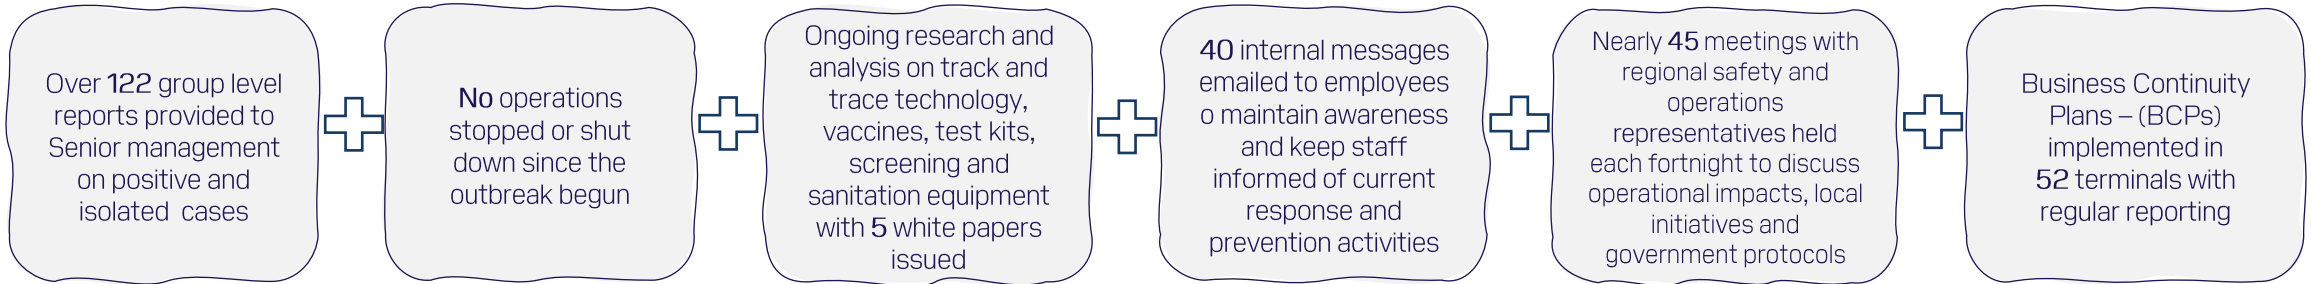 Over 122 group level
reports provided to
Senior management
on positive and
isolated cases
No operations
stopped or shut
down since the
outbreak begun
Ongoing research and
analysis on track and
trace technology,
vaccines, test kits,
screening and
sanitation equipment
with 5 white papers
issued
40 internal messages
emailed to employees
o maintain awareness
and keep staff
informed of current
response and
prevention activities
Nearly 45 meetings with
regional safety and
operations
representatives held
each fortnight to discuss
operational impacts, local
initiatives and
government protocols
Business Continuity
Plans – (BCPs)
implemented in
52 terminals with
regular reporting